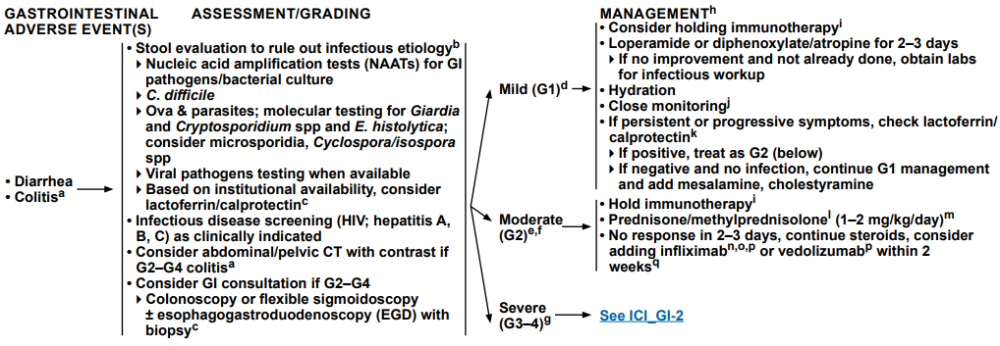 GASTROINTESTINAL ADVERSE EVENT(S)
ASSESSMENT/GRADING
MANAGEMENTh
• Diarrhea
• Colitisa
• Stool evaluation to rule out infectious etiologyb
▸ Nucleic acid amplification tests (NAATs) for GI
pathogens/bacterial culture
▸ C. difficile
▸ Ova & parasites; molecular testing for Giardia
and Cryptosporidium spp and E. histolytica;
consider microsporidia, Cyclospora/isospora
spp
▸ Viral pathogens testing when available
▸ Based on institutional availability, consider
lactoferrin/calprotectinc
• Infectious disease screening (HIV; hepatitis A,
B, C) as clinically indicated
• Consider abdominal/pelvic CT with contrast if
G2–G4 colitisa
• Consider GI consultation if G2–G4
▸ Colonoscopy or flexible sigmoidoscopy
± esophagogastroduodenoscopy (EGD) with
biopsyc
Mild (G1)d
• Consider holding immunotherapyi
• Loperamide or diphenoxylate/atropine for 2–3 days
▸ If no improvement and not already done, obtain labs
for infectious workup
• Hydration
• Close monitoringj
• If persistent or progressive symptoms, check lactoferrin/
calprotectink
▸ If positive, treat as G2 (below)
▸ If negative and no infection, continue G1 management
and add mesalamine, cholestyramine
Moderate
(G2)e,f
• Hold immunotherapyi
• Prednisone/methylprednisolonel (1–2 mg/kg/day)m
• No response in 2–3 days, continue steroids, consider
adding infliximabn,o,p or vedolizumabp within 2
weeksq
Severe
(G3–4)g
See ICI_GI-2